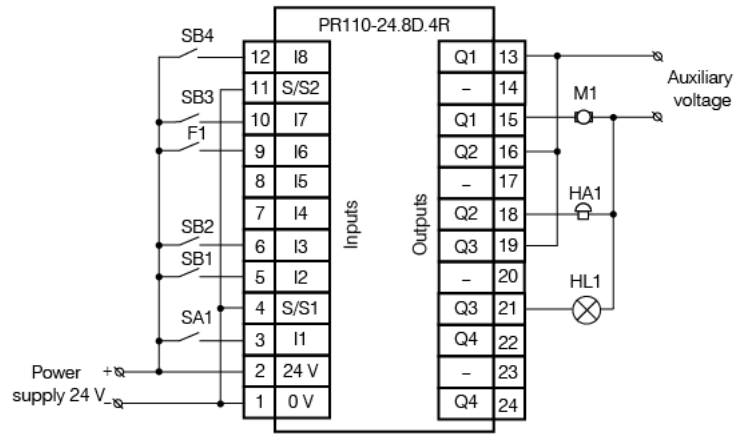 PR110-24.8D.4R
SB4
12 I8 Q1 13
11 S/S2 – 14
Auxiliary
voltage
SB3
10 I7 Q1 15
M1
F1
9 I6 Q2 16
8 I5 – 17
7 I4 Q2 18
HA1
Inputs
Outputs
SB2
6 I3 Q3 19
SB1
5 I2 – 20
4 S/S1 Q3 21
HL1
SA1
3 I1 Q4 22
Power
supply 24 V
+
–
2 24 V – 23
1 0 V Q4 24